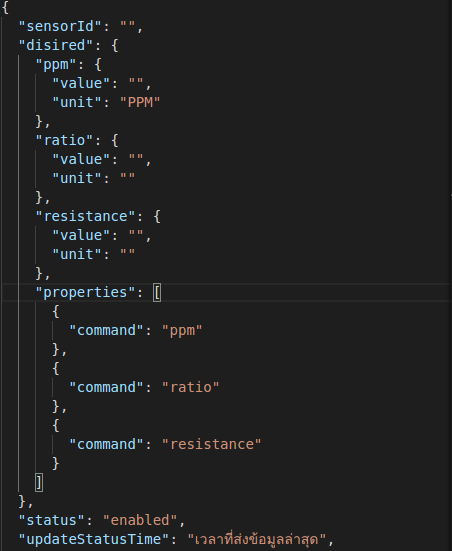 {
  "sensorId": "",
  "disired": {
    "ppm": {
      "value": "",
      "unit": "PPM"
    },
    "ratio": {
      "value": "",
      "unit": ""
    },
    "resistance": {
      "value": "",
      "unit": ""
    },
    "properties": [
      {
        "command": "ppm"
      },
      {
        "command": "ratio"
      },
      {
        "command": "resistance"
      }
    ]
  },
  "status": "enabled",
  "updateStatusTime": "เวลาที่ส่งข้อมูลล่าสุด",